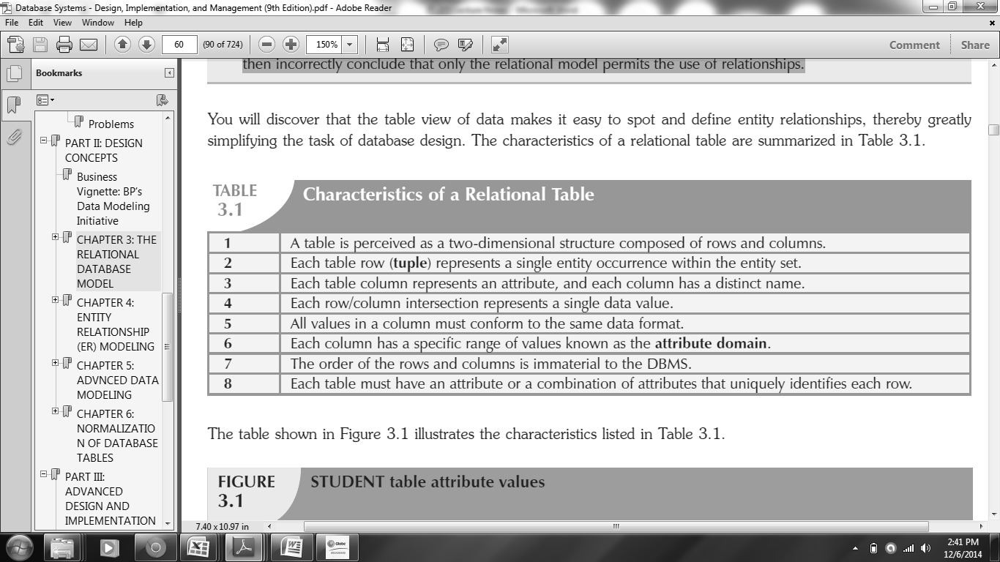 Database Systems - Design, Implementation, and Management (9th Edition).pdf - Adobe Reader
File Edit View Window Help
60 (90 of 724) 150% Comment Share
Bookmarks
Problems
PART II: DESIGN
CONCEPTS
Business
Vignette: BP's
Data Modeling
Initiative
CHAPTER 3: THE
RELATIONAL
DATABASE
MODEL
CHAPTER 4:
ENTITY
RELATIONSHIP
(ER) MODELING
CHAPTER 5:
ADVNCED DATA
MODELING
CHAPTER 6:
NORMALIZATIO
N OF DATABASE
TABLES
PART III:
ADVANCED
DESIGN AND
IMPLEMENTATION
then incorrectly conclude that only the relational model permits the use of relationships.
You will discover that the table view of data makes it easy to spot and define entity relationships, thereby greatly
simplifying the task of database design. The characteristics of a relational table are summarized in Table 3.1.
TABLE
3.1
Characteristics of a Relational Table
1 A table is perceived as a two-dimensional structure composed of rows and columns.
2 Each table row (tuple) represents a single entity occurrence within the entity set.
3 Each table column represents an attribute, and each column has a distinct name.
4 Each row/column intersection represents a single data value.
5 All values in a column must conform to the same data format.
6 Each column has a specific range of values known as the attribute domain.
7 The order of the rows and columns is immaterial to the DBMS.
8 Each table must have an attribute or a combination of attributes that uniquely identifies each row.
The table shown in Figure 3.1 illustrates the characteristics listed in Table 3.1.
FIGURE
3.1
STUDENT table attribute values
7.40 x 10.97 in
Globe
2:41 PM
12/6/2014